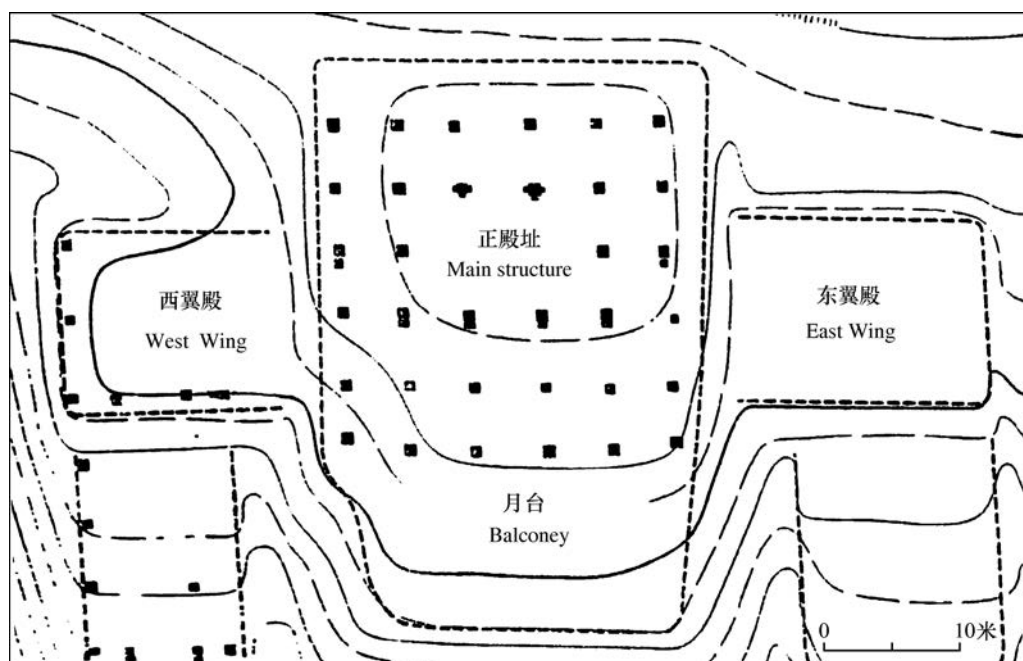 正殿址
Main structure
西翼殿
West Wing
东翼殿
East Wing
月台
Balconey
0 10米